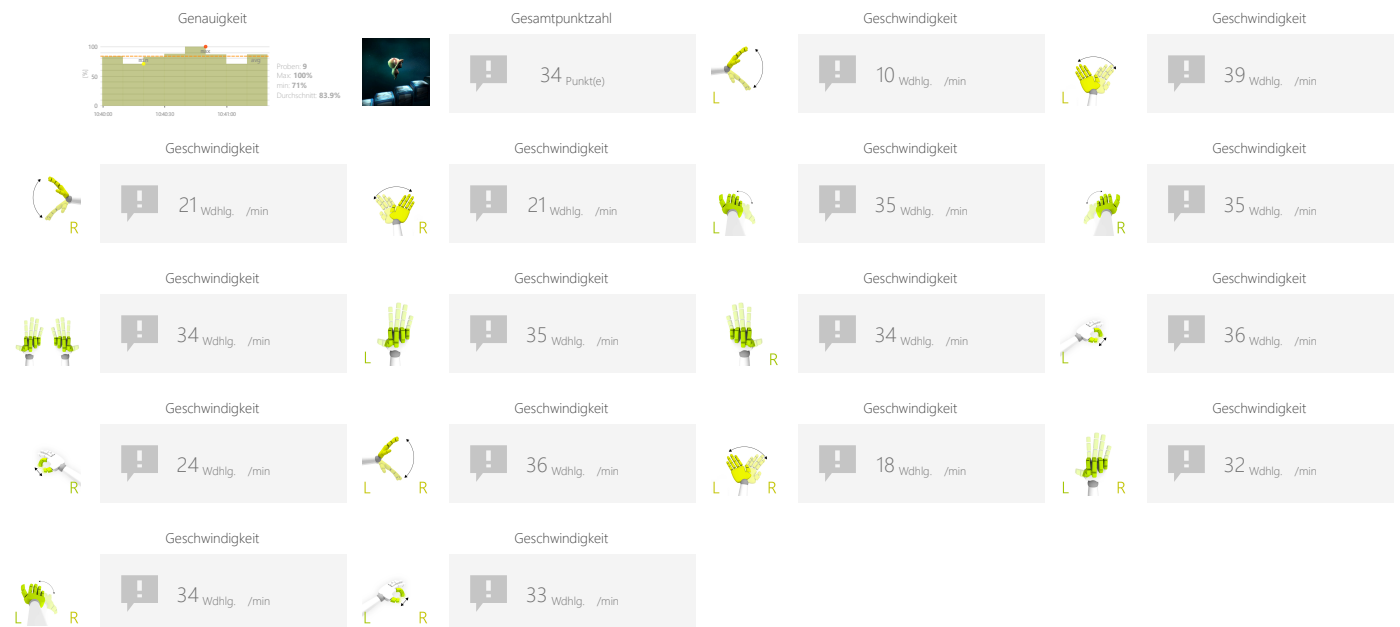 Genauigkeit
100
50
0
[%]
max
min
avg
10:40:00
10:40:30
10:41:00
Proben: 9
Max: 100%
min: 71%
Durchschnitt: 83.9%
Gesamtpunktzahl
34 Punkt(e)
Geschwindigkeit
L
10 Wdhlg. /min
Geschwindigkeit
L
39 Wdhlg. /min
Geschwindigkeit
R
21 Wdhlg. /min
Geschwindigkeit
R
21 Wdhlg. /min
Geschwindigkeit
L
35 Wdhlg. /min
Geschwindigkeit
R
35 Wdhlg. /min
Geschwindigkeit
34 Wdhlg. /min
Geschwindigkeit
L
35 Wdhlg. /min
Geschwindigkeit
R
34 Wdhlg. /min
Geschwindigkeit
L
36 Wdhlg. /min
Geschwindigkeit
R
24 Wdhlg. /min
Geschwindigkeit
L R
36 Wdhlg. /min
Geschwindigkeit
L R
18 Wdhlg. /min
Geschwindigkeit
L R
32 Wdhlg. /min
Geschwindigkeit
L R
34 Wdhlg. /min
Geschwindigkeit
L R
33 Wdhlg. /min